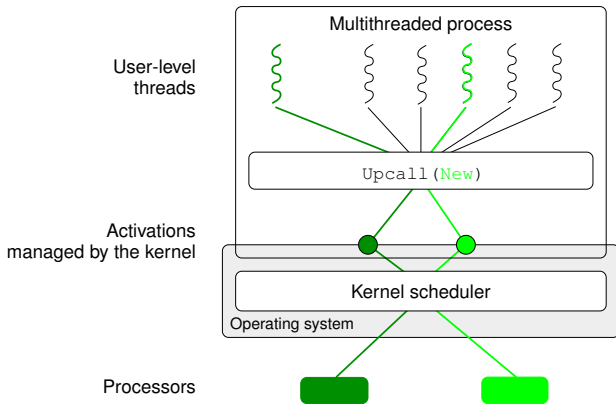 Multithreaded process
User-level
threads
Upcall(New)
Activations
managed by the kernel
Kernel scheduler
Operating system
Processors